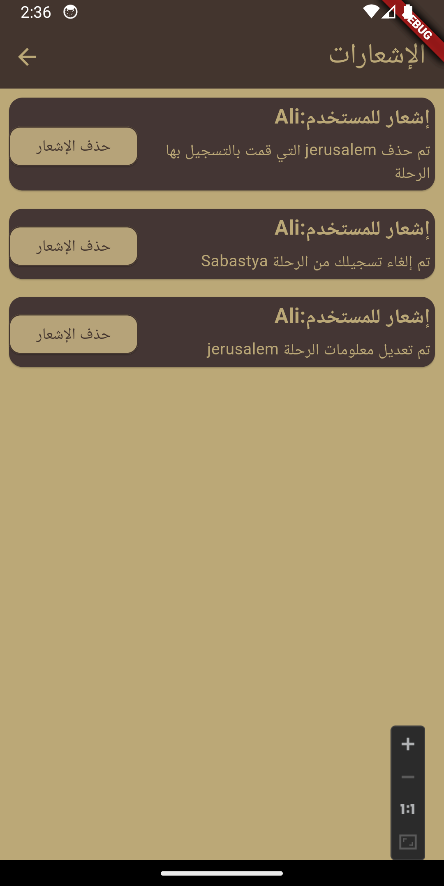 2:36
DEBUG
الإشعارات
إشعار للمستخدم:Ali
تم حذف jerusalem التي قمت بالتسجيل بها
الرحلة
حذف الإشعار
إشعار للمستخدم:Ali
تم إلغاء تسجيلك من الرحلة Sabastya
حذف الإشعار
إشعار للمستخدم:Ali
تم تعديل معلومات الرحلة jerusalem
حذف الإشعار
1:1